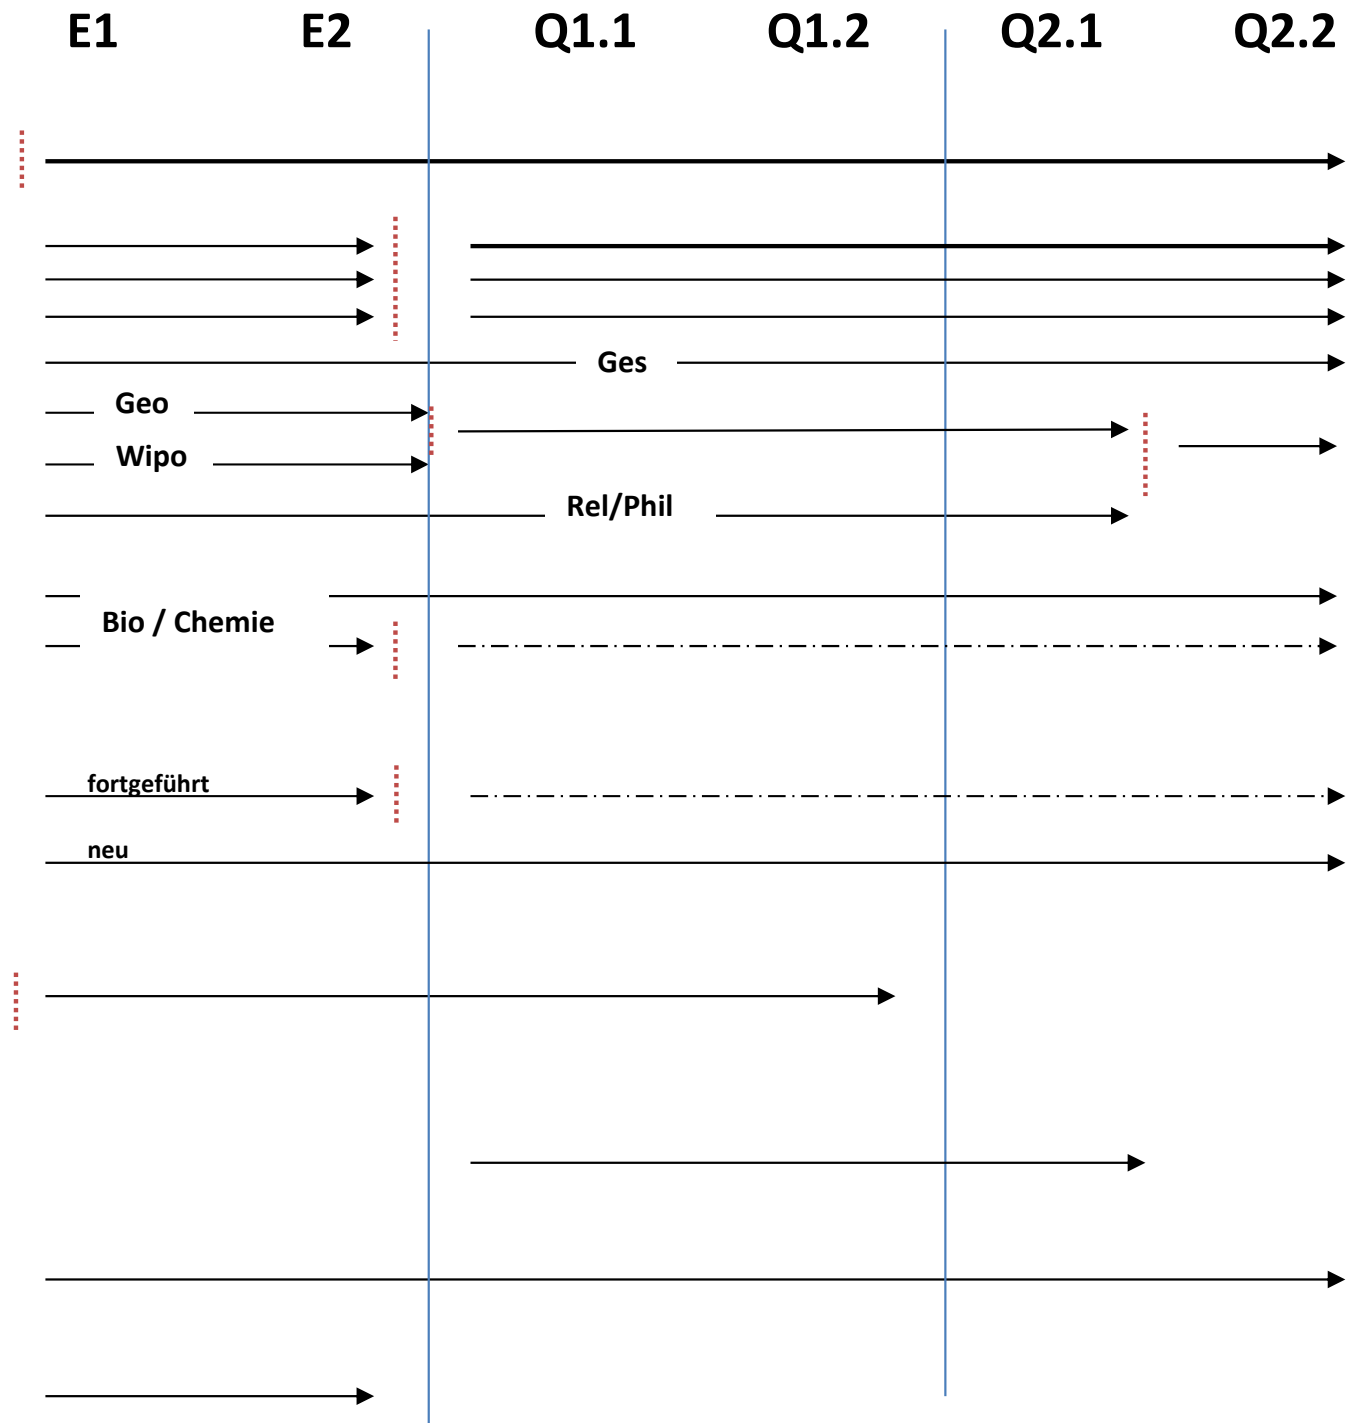 E1 E2 Q1.1 Q1.2 Q2.1 Q2.2
Ges
Geo
Wipo
Rel/Phil
Bio / Chemie
fortgeführt
neu